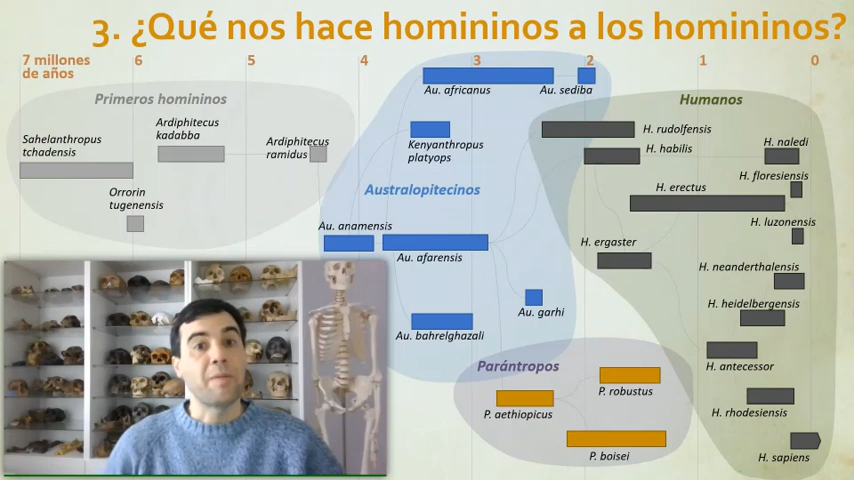 3. ¿Qué nos hace homininos a los homininos?
7 millones
de años
6
5
4
3
2
1
0
Primeros homininos
Sahelanthropus
tchadensis
Ardiphitecus
kadabba
Ardiphitecus
ramidus
Orrorin
tugenensis
Au. africanus
Au. sediba
Kenyanthropus
platyops
Australopitecinos
Au. anamensis
Au. afarensis
Au. garhi
Au. bahrelghazali
Parántropos
P. aethiopicus
P. robustus
P. boisei
Humanos
H. rudolfensis
H. habilis
H. naledi
H. floresiensis
H. erectus
H. luzonensis
H. ergaster
H. neanderthalensis
H. heidelbergensis
H. antecessor
H. rhodesiensis
H. sapiens